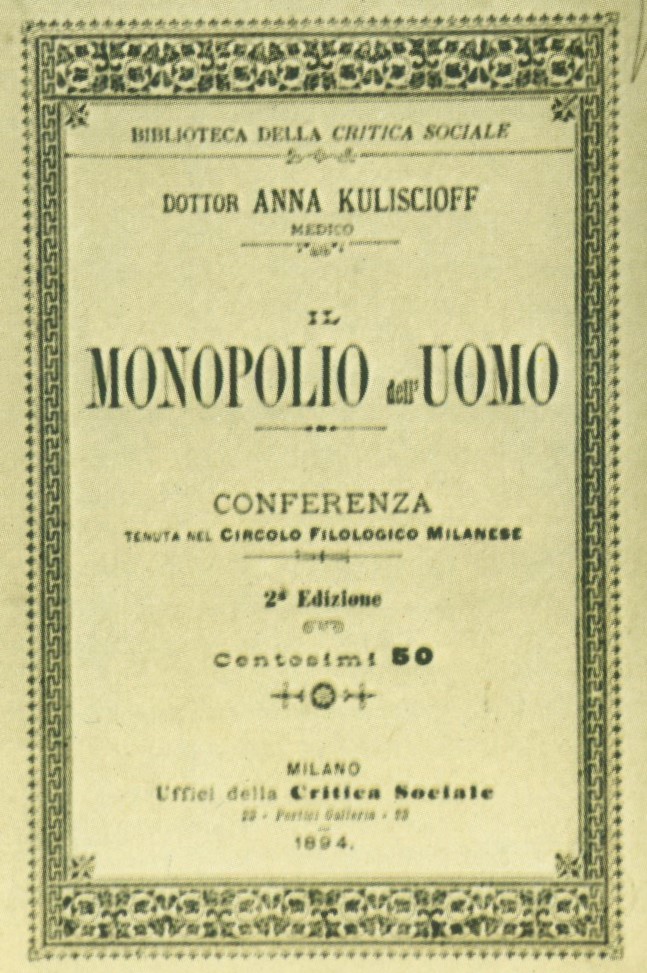 BIBLIOTECA DELLA CRITICA SOCIALE
DOTTOR ANNA KULISCIOFF
MEDICO
IL
MONOPOLIO dell'UOMO
CONFERENZA
TENUTA NEL CIRCOLO FILOLOGICO MILANESE
2ª Edizione
Centesimi 50
MILANO
Uffici della Critica Sociale
23 - Portici Galleria - 23
1894.